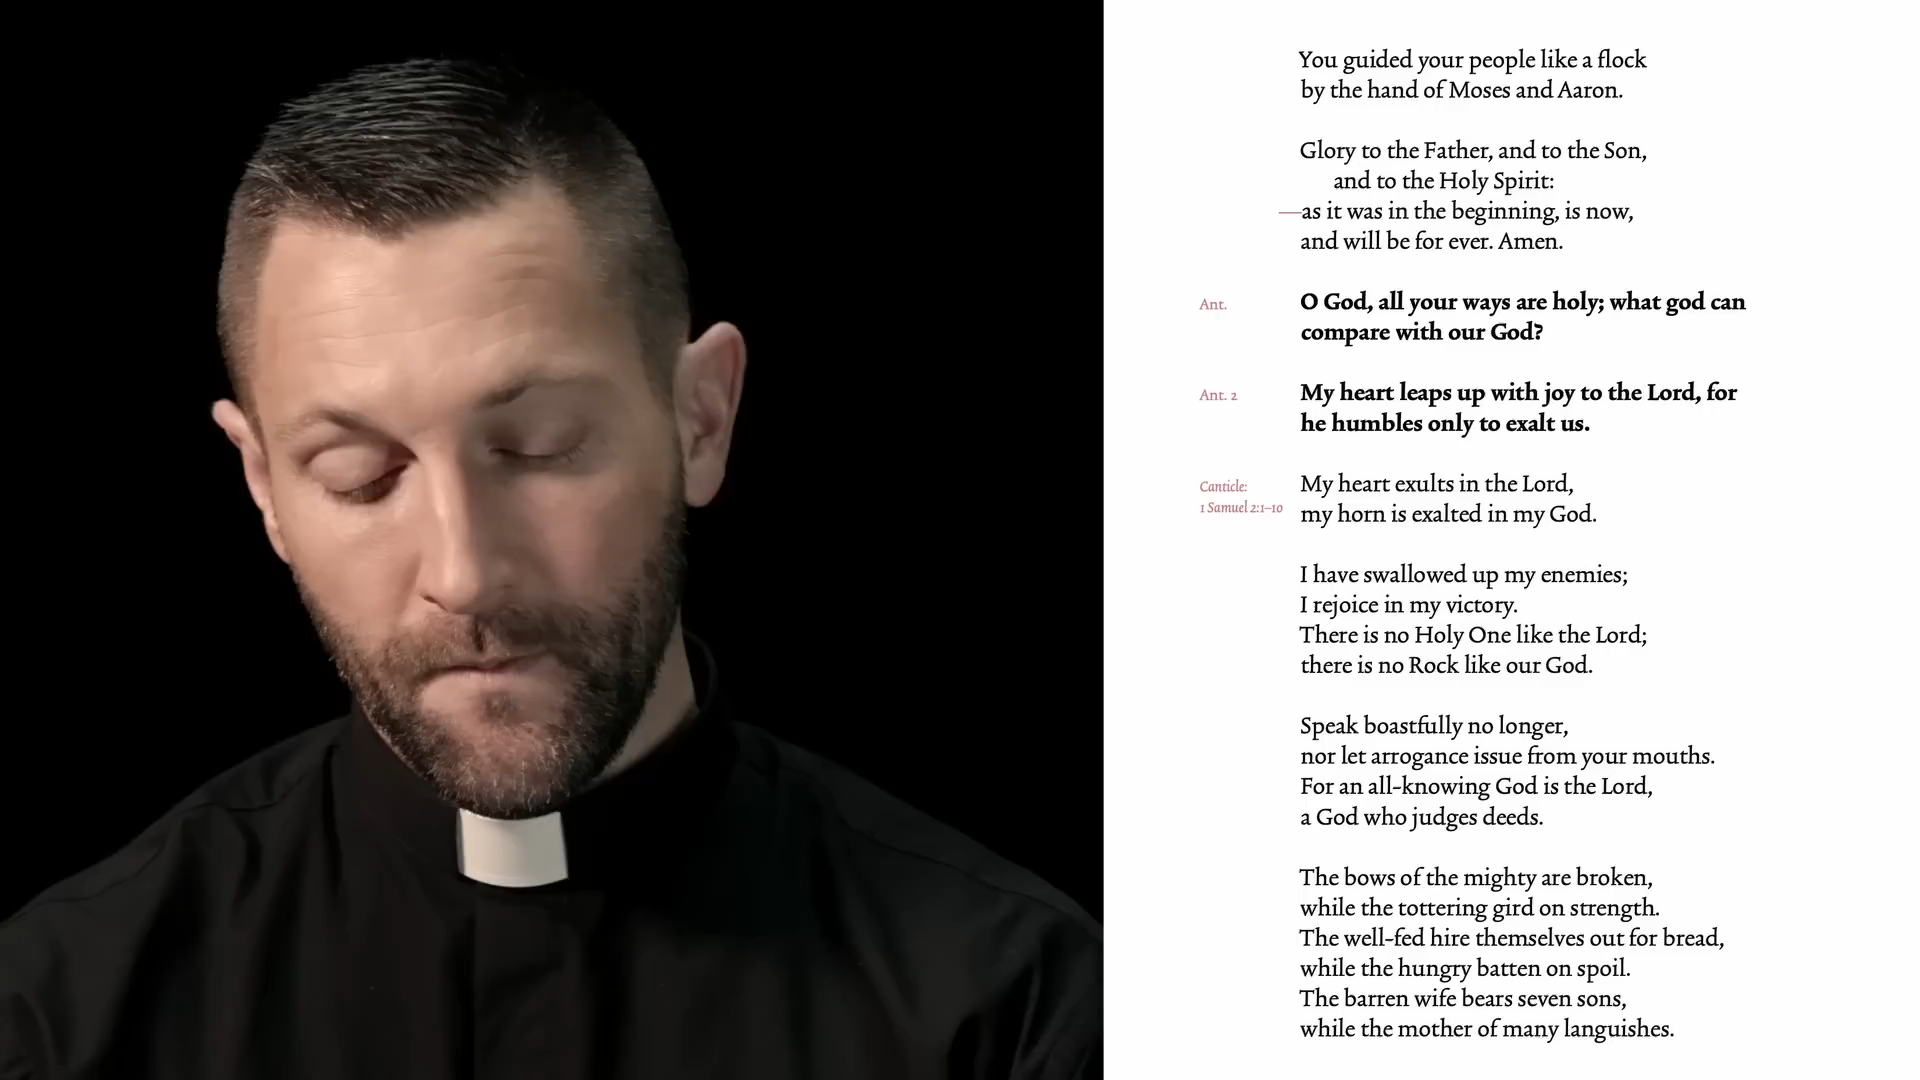 You guided your people like a flock
by the hand of Moses and Aaron.
Glory to the Father, and to the Son,
and to the Holy Spirit:
—as it was in the beginning, is now,
and will be for ever. Amen.
Ant.
O God, all your ways are holy; what god can
compare with our God?
Ant. 2
My heart leaps up with joy to the Lord, for
he humbles only to exalt us.
Canticle:
1 Samuel 2:1–10
My heart exults in the Lord,
my horn is exalted in my God.
I have swallowed up my enemies;
I rejoice in my victory.
There is no Holy One like the Lord;
there is no Rock like our God.
Speak boastfully no longer,
nor let arrogance issue from your mouths.
For an all-knowing God is the Lord,
a God who judges deeds.
The bows of the mighty are broken,
while the tottering gird on strength.
The well-fed hire themselves out for bread,
while the hungry batten on spoil.
The barren wife bears seven sons,
while the mother of many languishes.